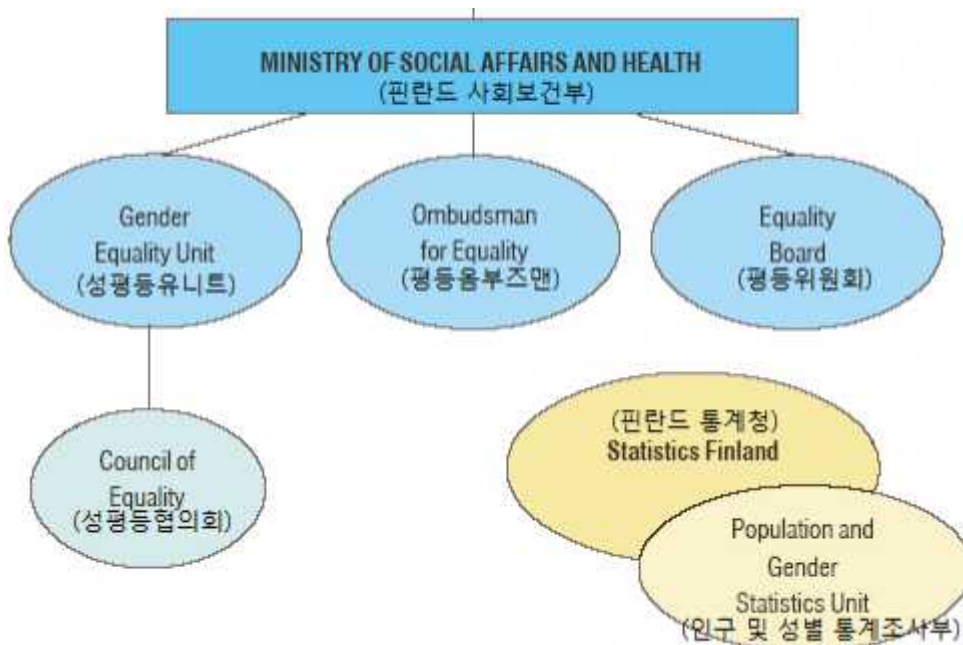 MINISTRY OF SOCIAL AFFAIRS AND HEALTH
(핀란드 사회보건부)
Gender
Equality Unit
(성평등유니트)
Ombudsman
for Equality
(평등옴부즈맨)
Equality
Board
(평등위원회)
Council of
Equality
(성평등협의회)
(핀란드 통계청)
Statistics Finland
Population and
Gender
Statistics Unit
(인구 및 성별 통계조사부)